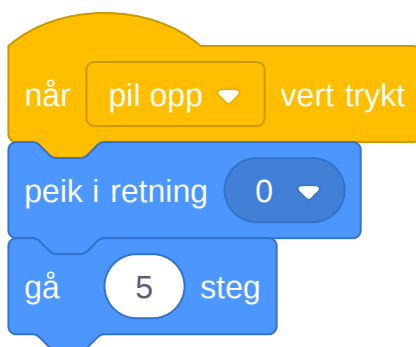 når pil opp vert trykt
peik i retning 0
gå 5 steg